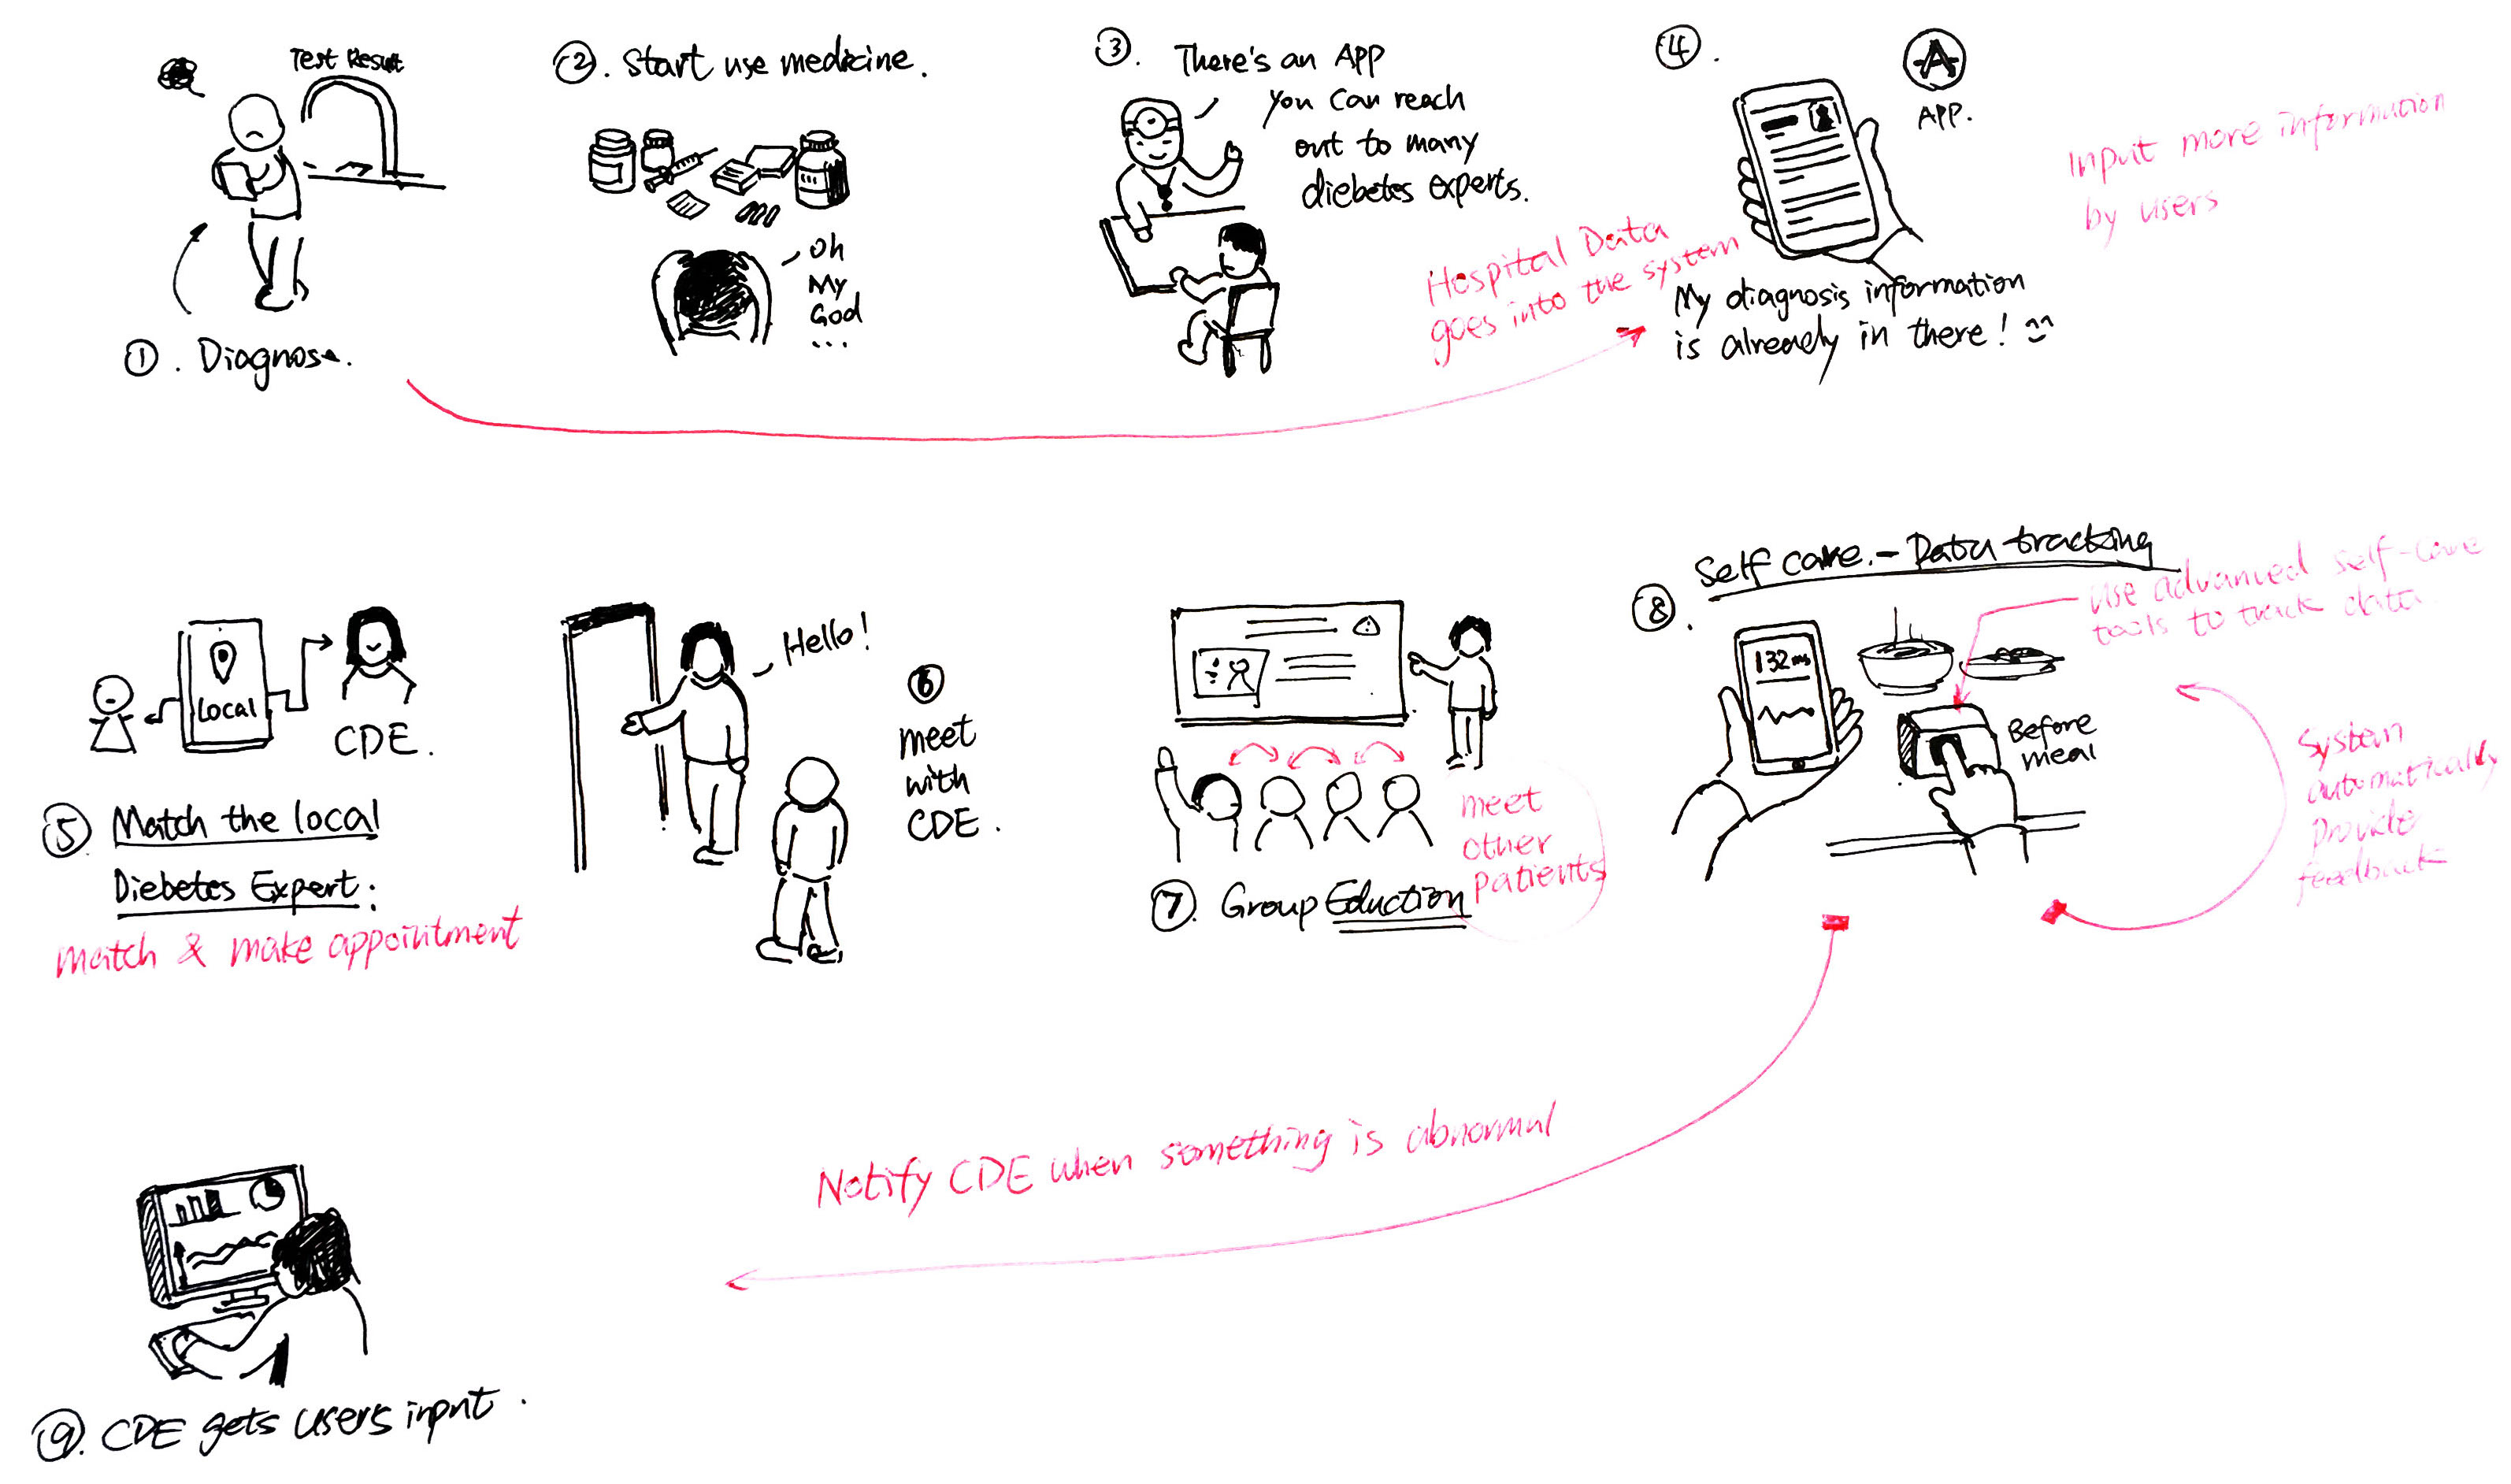 Test Result
① . Diagnose.
②. Start use medicine.
Oh
My
God
...
③. There's an App
You Can reach
out to many
diebetes experts.
Hospital Data
goes into the system
④.
A
APP.
My diagnosis information
is already in there!
Input more information
by users
Local
CDE.
⑤ Match the local
Diebetes Expert:
Match & make appointment
Hello!
⑥
meet
with
CDE.
meet
other
patients
⑦. Group Eduction
Self care. - Data tracking
⑧.
132
Before
meal
Use advanced self-care
tools to track data
System
automatically
provide
feedback
Notify CDE when something is abnormal
⑨. CDE gets users input.